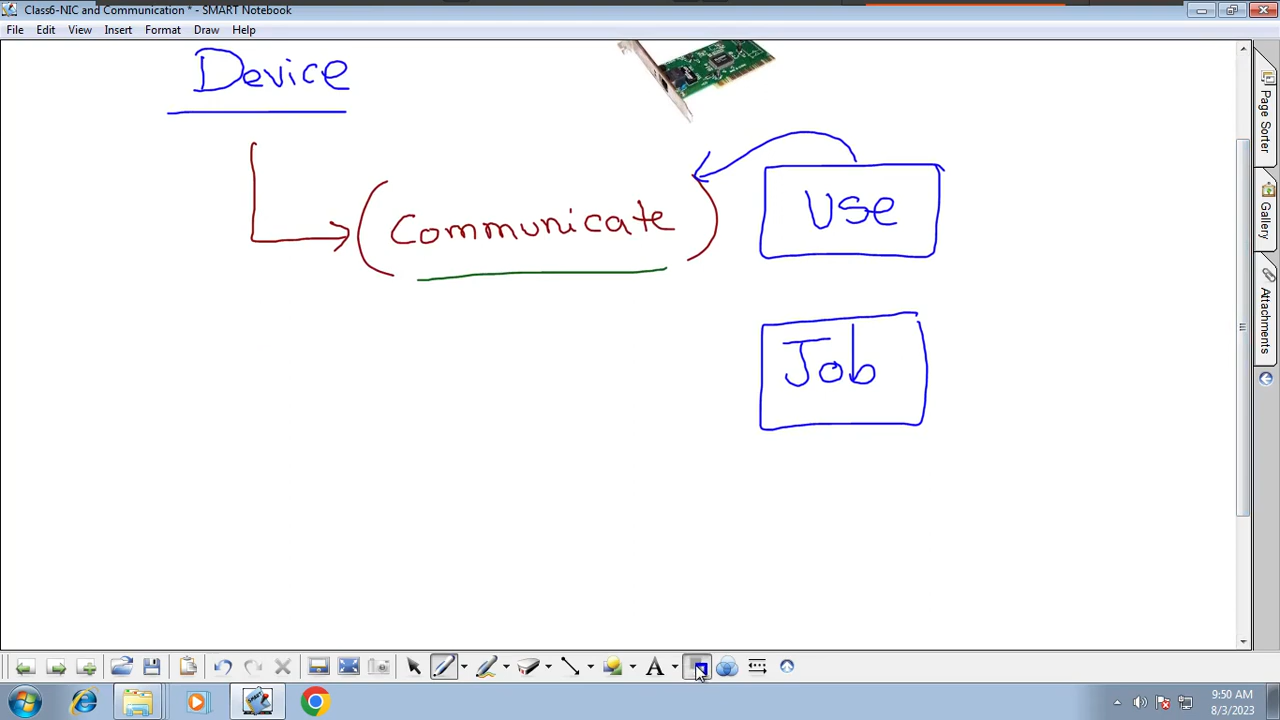 Class6-NIC and Communication * - SMART Notebook
File Edit View Insert Format Draw Help
Device
Communicate
Use
Job
Page Sorter
Gallery
Attachments
A
9:50 AM
8/3/2023